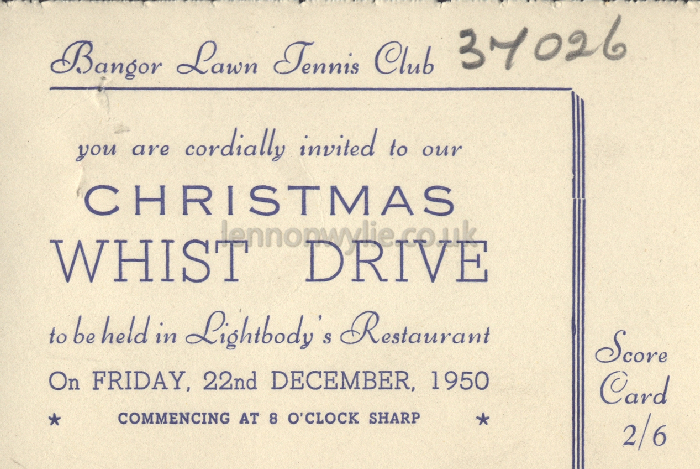 Bangor Lawn Tennis Club 37026
you are cordially invited to our
CHRISTMAS
lennonwylie.co.uk
WHIST DRIVE
to be held in Lightbody's Restaurant
On FRIDAY, 22nd DECEMBER, 1950
★ COMMENCING AT 8 O'CLOCK SHARP ★
Score
Card
2/6